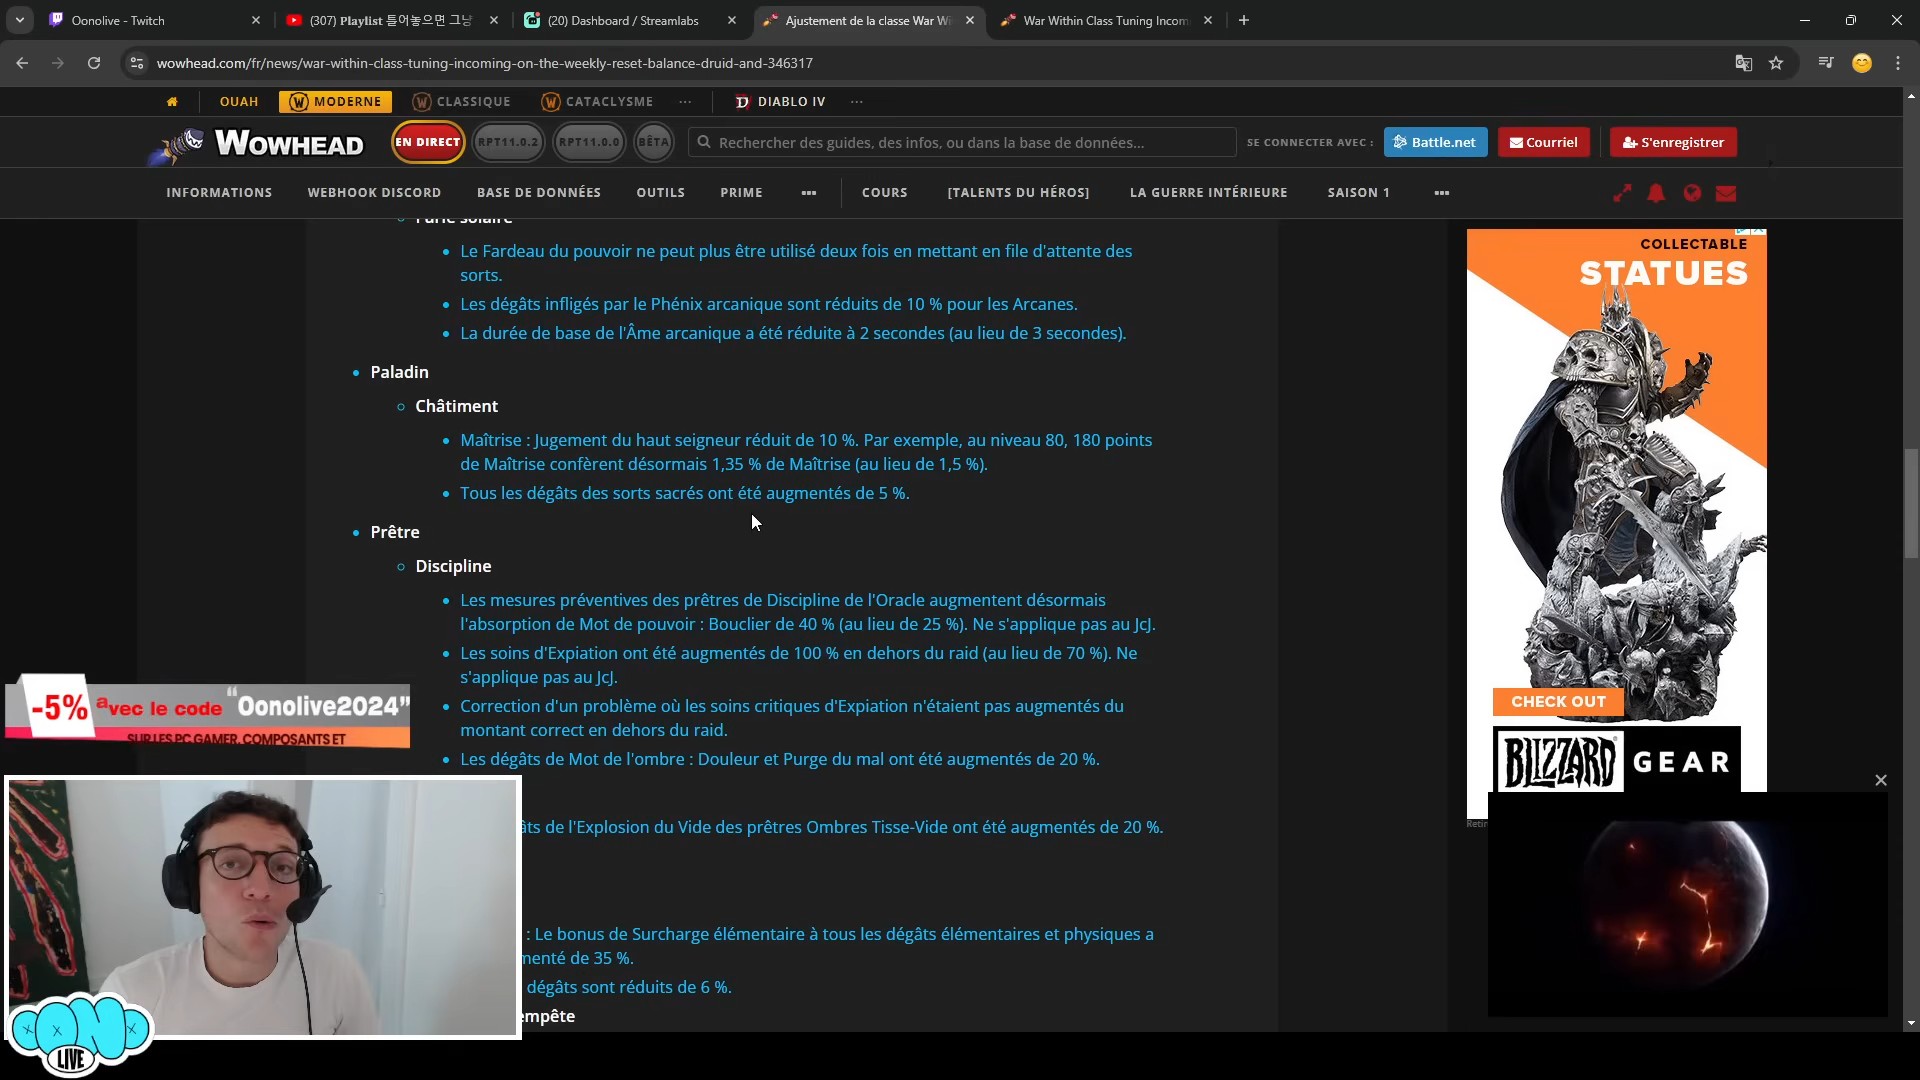 Oonolive - Twitch
(307) Playlist 틀어놓으면 그냥
(20) Dashboard / Streamlabs
Ajustement de la classe War Wi
War Within Class Tuning Incom
wowhead.com/fr/news/war-within-class-tuning-incoming-on-the-weekly-reset-balance-druid-and-346317
OUAH
MODERNE
CLASSIQUE
CATACLYSME
DIABLO IV
WOWHEAD
EN DIRECT
RPT11.0.2
RPT11.0.0
BÊTA
Rechercher des guides, des infos, ou dans la base de données...
SE CONNECTER AVEC :
Battle.net
Courriel
S'enregistrer
INFORMATIONS
WEBHOOK DISCORD
BASE DE DONNÉES
OUTILS
PRIME
COURS
[TALENTS DU HÉROS]
LA GUERRE INTÉRIEURE
SAISON 1
Furie solaire
Le Fardeau du pouvoir ne peut plus être utilisé deux fois en mettant en file d'attente des
sorts.
Les dégâts infligés par le Phénix arcanique sont réduits de 10 % pour les Arcanes.
La durée de base de l'Âme arcanique a été réduite à 2 secondes (au lieu de 3 secondes).
Paladin
Châtiment
Maîtrise : Jugement du haut seigneur réduit de 10 %. Par exemple, au niveau 80, 180 points
de Maîtrise confèrent désormais 1,35 % de Maîtrise (au lieu de 1,5 %).
Tous les dégâts des sorts sacrés ont été augmentés de 5 %.
Prêtre
Discipline
Les mesures préventives des prêtres de Discipline de l'Oracle augmentent désormais
l'absorption de Mot de pouvoir : Bouclier de 40 % (au lieu de 25 %). Ne s'applique pas au JcJ.
Les soins d'Expiation ont été augmentés de 100 % en dehors du raid (au lieu de 70 %). Ne
s'applique pas au JcJ.
Correction d'un problème où les soins critiques d'Expiation n'étaient pas augmentés du
montant correct en dehors du raid.
Les dégâts de Mot de l'ombre : Douleur et Purge du mal ont été augmentés de 20 %.
ts de l'Explosion du Vide des prêtres Ombres Tisse-Vide ont été augmentés de 20 %.
: Le bonus de Surcharge élémentaire à tous les dégâts élémentaires et physiques a
menté de 35 %.
dégâts sont réduits de 6 %.
empête
COLLECTABLE
STATUES
CHECK OUT
BLIZZARD GEAR
Retir
-5% avec le code "Oonolive2024"
SUR LES PC GAMER, COMPOSANTS ET
OONO
LIVE